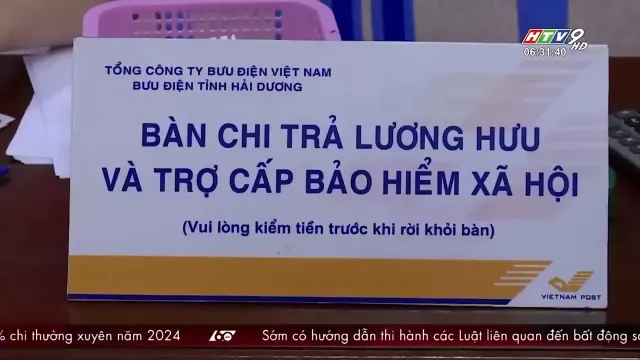 HTV9 HD
06:31:40
TỔNG CÔNG TY BƯU ĐIỆN VIỆT NAM
BƯU ĐIỆN TỈNH HẢI DƯƠNG
BÀN CHI TRẢ LƯƠNG HƯU
VÀ TRỢ CẤP BẢO HIỂM XÃ HỘI
(Vui lòng kiểm tiền trước khi rời khỏi bàn)
VIETNAM POST
% chi thường xuyên năm 2024
Sớm có hướng dẫn thi hành các Luật liên quan đến bất động s